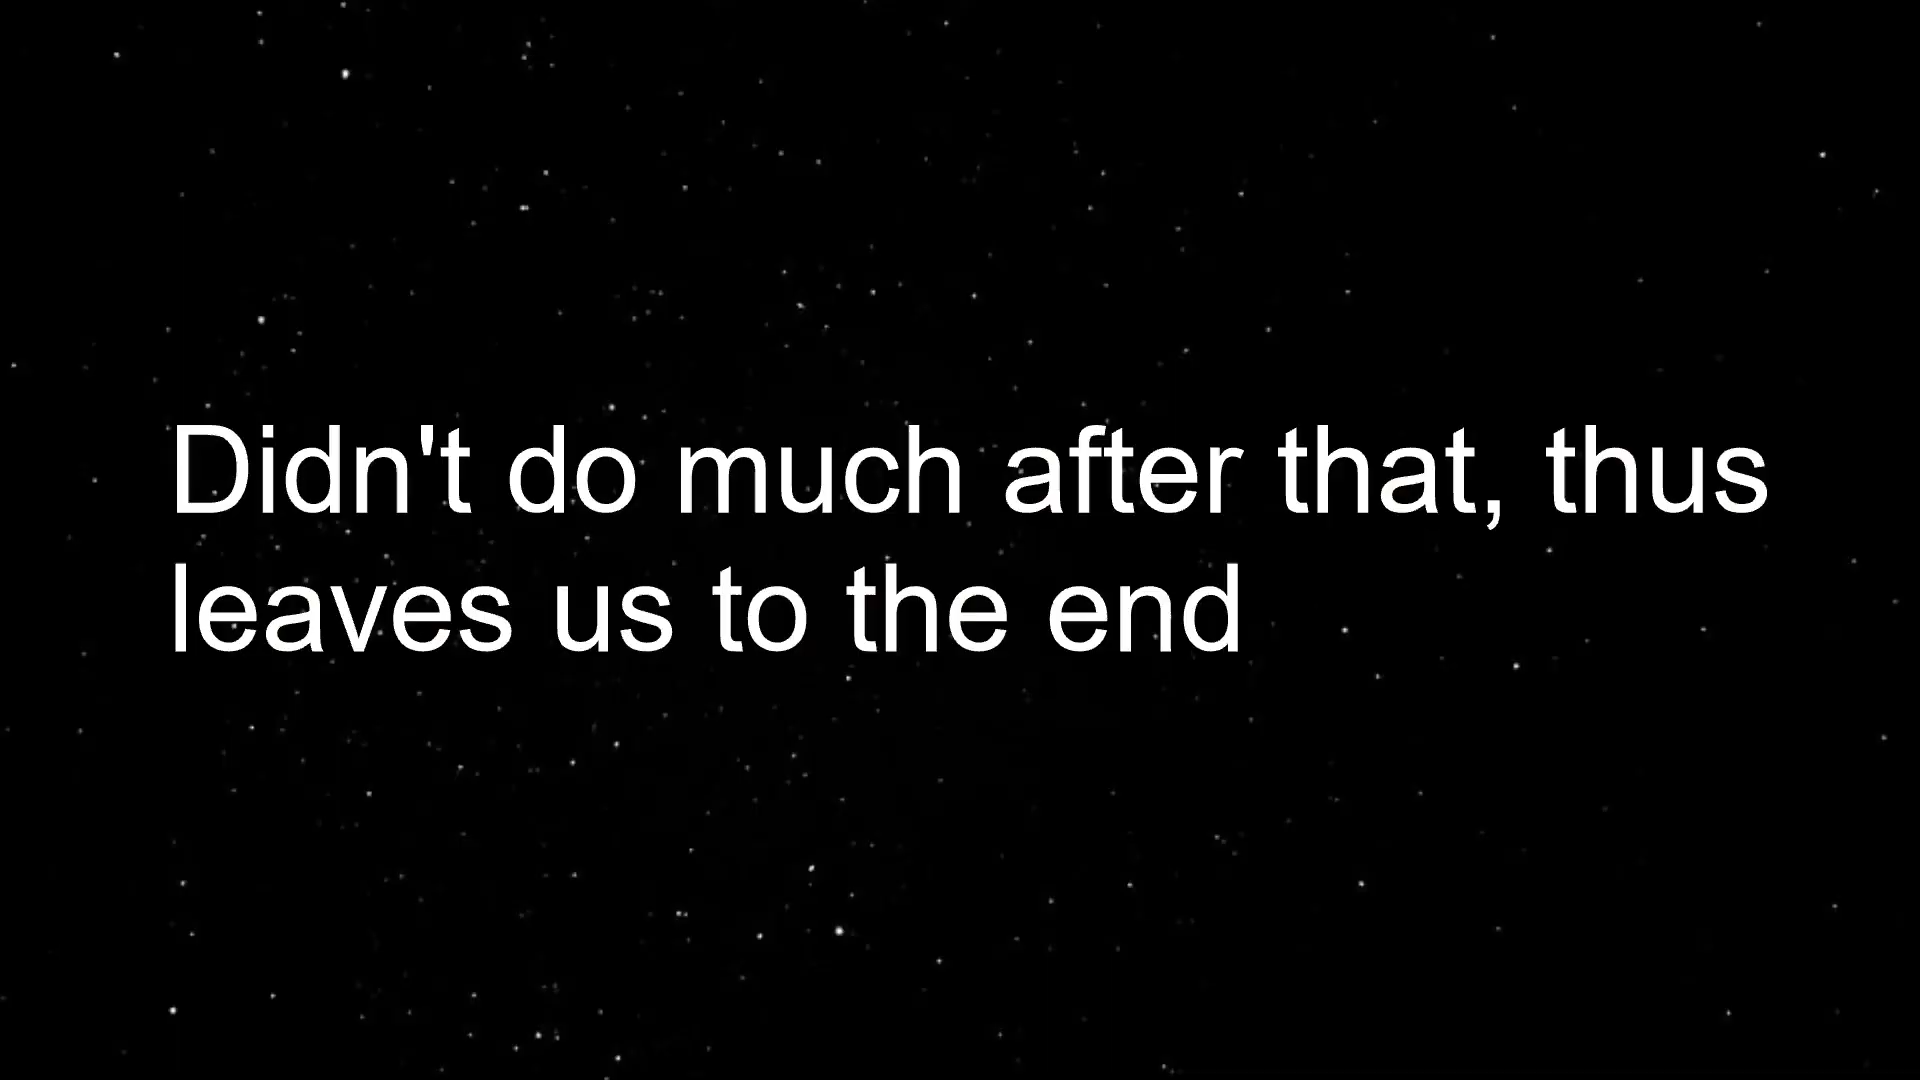 Didn't do much after that, thus
leaves us to the end